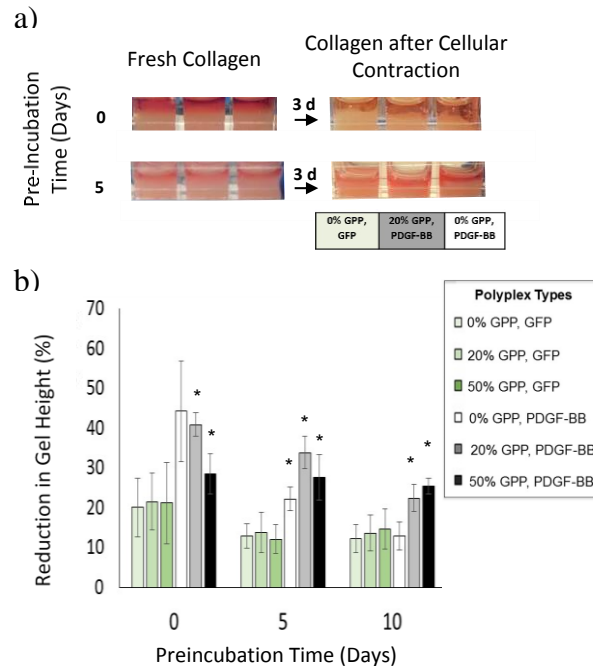 a)
Fresh Collagen
Collagen after Cellular
Contraction
Pre-Incubation
Time (Days)
0
3 d
5
3 d
0% GPP,
GFP
20% GPP,
PDGF-BB
0% GPP,
PDGF-BB
b)
Reduction in Gel Height (%)
70
60
50
40
30
20
10
0
* *
* * *
* *
0 5 10
Preincubation Time (Days)
Polyplex Types
0% GPP, GFP
20% GPP, GFP
50% GPP, GFP
0% GPP, PDGF-BB
20% GPP, PDGF-BB
50% GPP, PDGF-BB